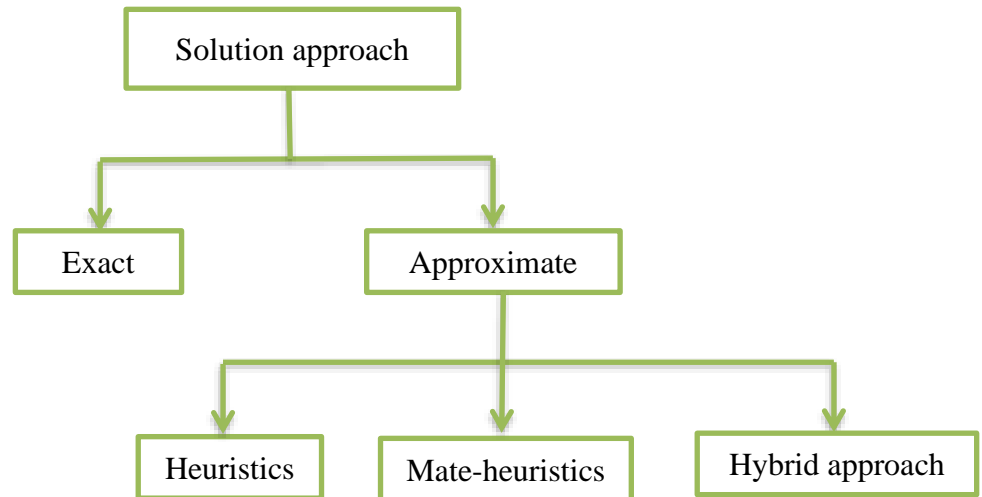 Solution approach
Exact
Approximate
Heuristics
Mate-heuristics
Hybrid approach